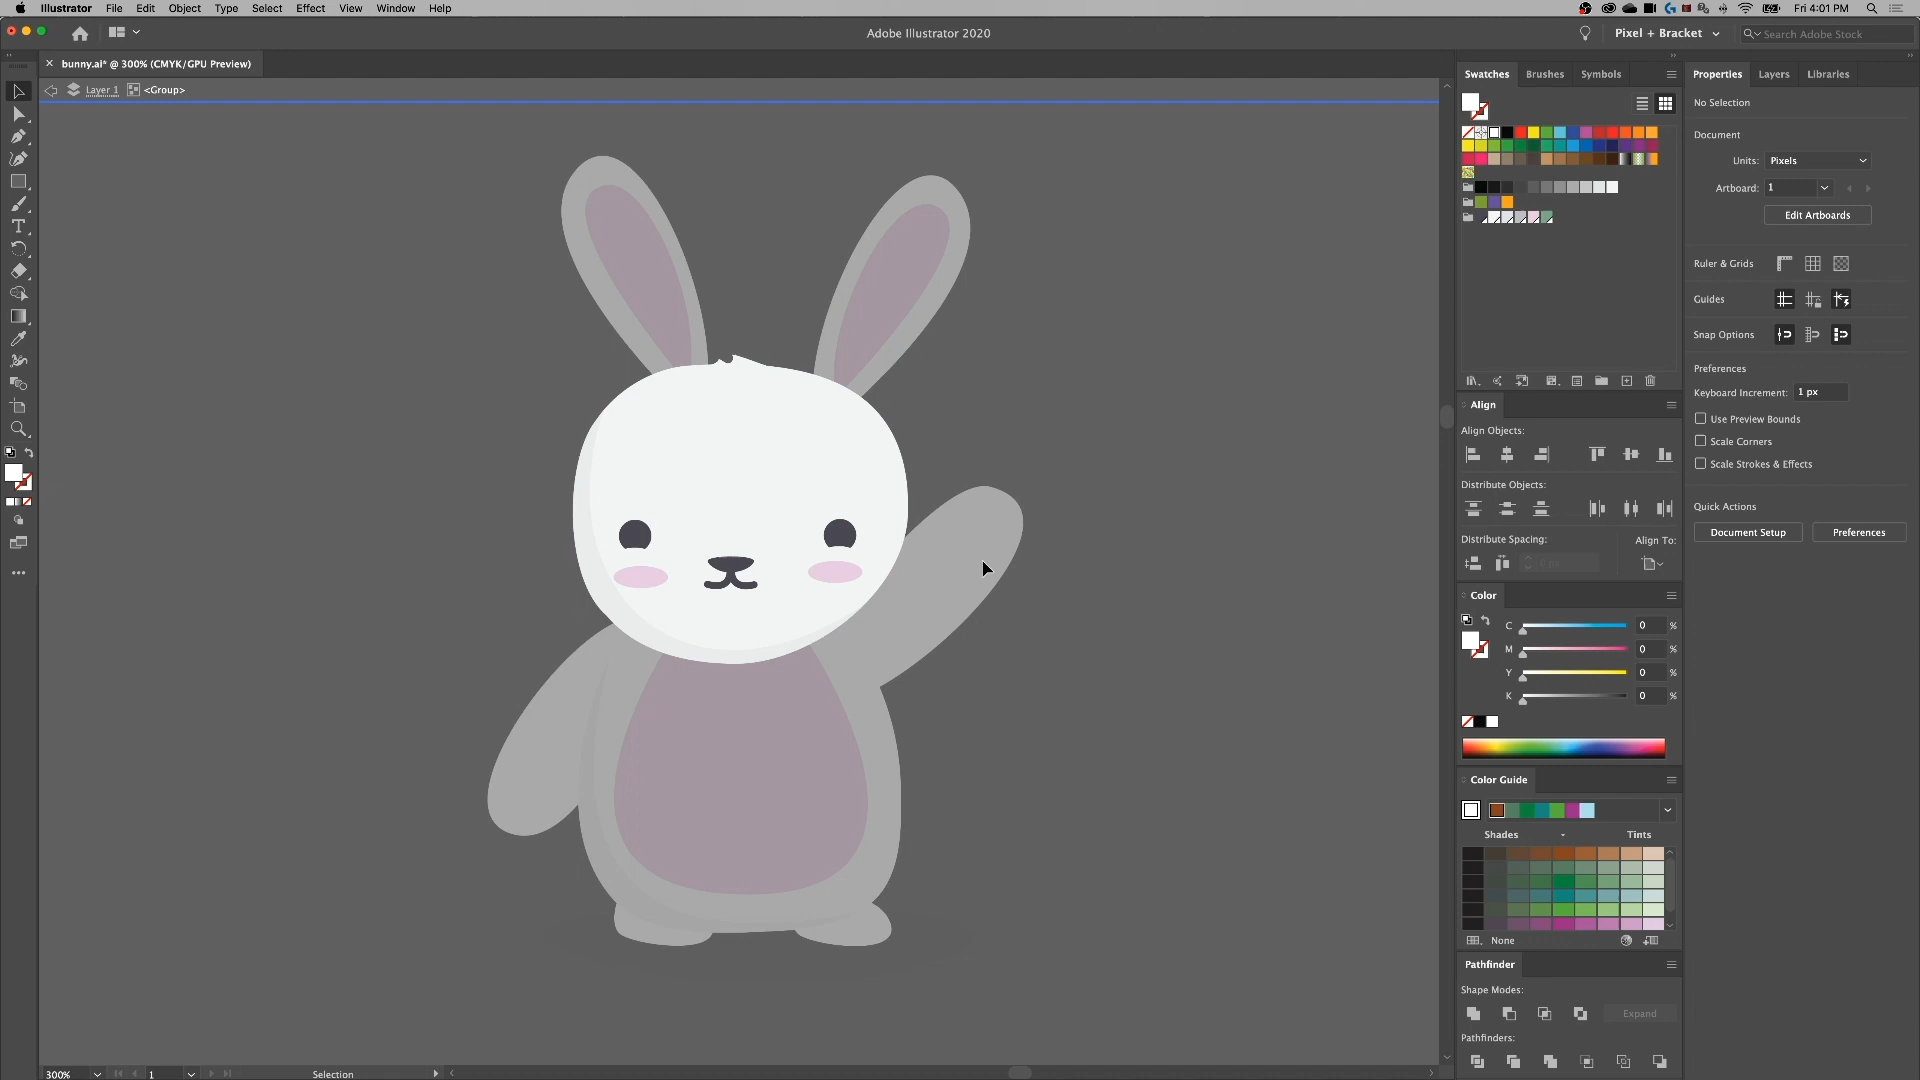 Illustrator File Edit Object Type Select Effect View Window Help Fri 4:01 PM
Adobe Illustrator 2020 Pixel + Bracket Search Adobe Stock
bunny.ai* @ 300% (CMYK/GPU Preview)
Layer 1 <Group>
Swatches Brushes Symbols
Properties Layers Libraries
No Selection
Document
Units: Pixels
Artboard: 1
Edit Artboards
Ruler & Grids
Guides
Snap Options
Preferences
Keyboard Increment: 1 px
Use Preview Bounds
Scale Corners
Scale Strokes & Effects
Quick Actions
Document Setup Preferences
Align
Align Objects:
Distribute Objects:
Distribute Spacing: Align To:
0 px
Color
C 0 %
M 0 %
Y 0 %
K 0 %
Color Guide
Shades Tints
None
Pathfinder
Shape Modes:
Expand
Pathfinders:
300% 1 Selection